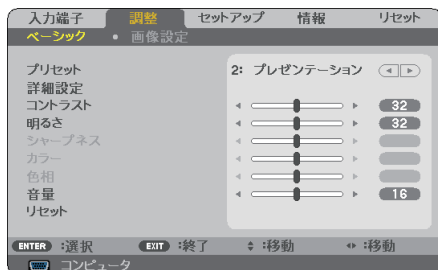 入力端子 調整 セットアップ 情報 リセット
ベーシック • 画像設定
プリセット 2: プレゼンテーション
詳細設定
コントラスト 32
明るさ 32
シャープネス
カラー
色相
音量 16
リセット
ENTER :選択 EXIT :終了 :移動 :移動
コンピュータ